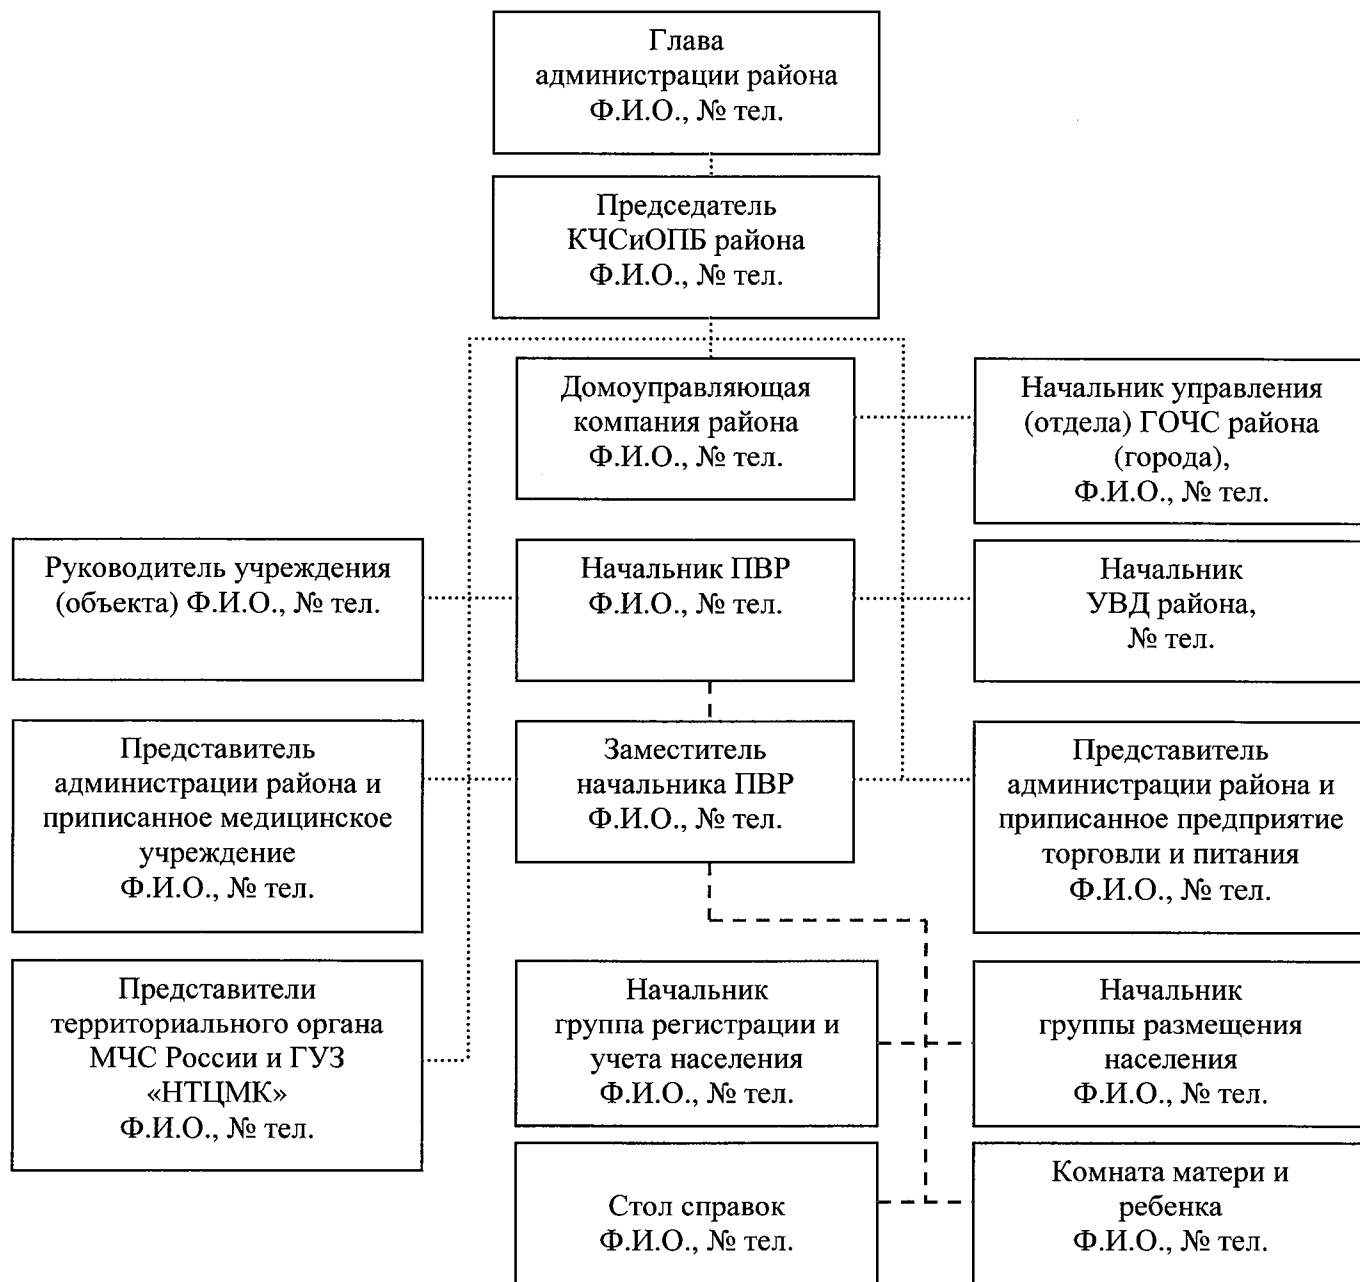 Глава
администрации района
Ф.И.О., № тел.
Председатель
КЧСиОПБ района
Ф.И.О., № тел.
Домоуправляющая
компания района
Ф.И.О., № тел.
Начальник управления
(отдела) ГОЧС района
(города),
Ф.И.О., № тел.
Руководитель учреждения
(объекта) Ф.И.О., № тел.
Начальник ПВР
Ф.И.О., № тел.
Начальник
УВД района,
№ тел.
Представитель
администрации района и
приписанное медицинское
учреждение
Ф.И.О., № тел.
Заместитель
начальника ПВР
Ф.И.О., № тел.
Представитель
администрации района и
приписанное предприятие
торговли и питания
Ф.И.О., № тел.
Представители
территориального органа
МЧС России и ГУЗ
«НТЦМК»
Ф.И.О., № тел.
Начальник
группа регистрации и
учета населения
Ф.И.О., № тел.
Начальник
группы размещения
населения
Ф.И.О., № тел.
Стол справок
Ф.И.О., № тел.
Комната матери и
ребенка
Ф.И.О., № тел.